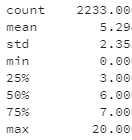 count 2233.00
mean 5.29
std 2.35
min 0.00
25% 3.00
50% 6.00
75% 7.00
max 20.00